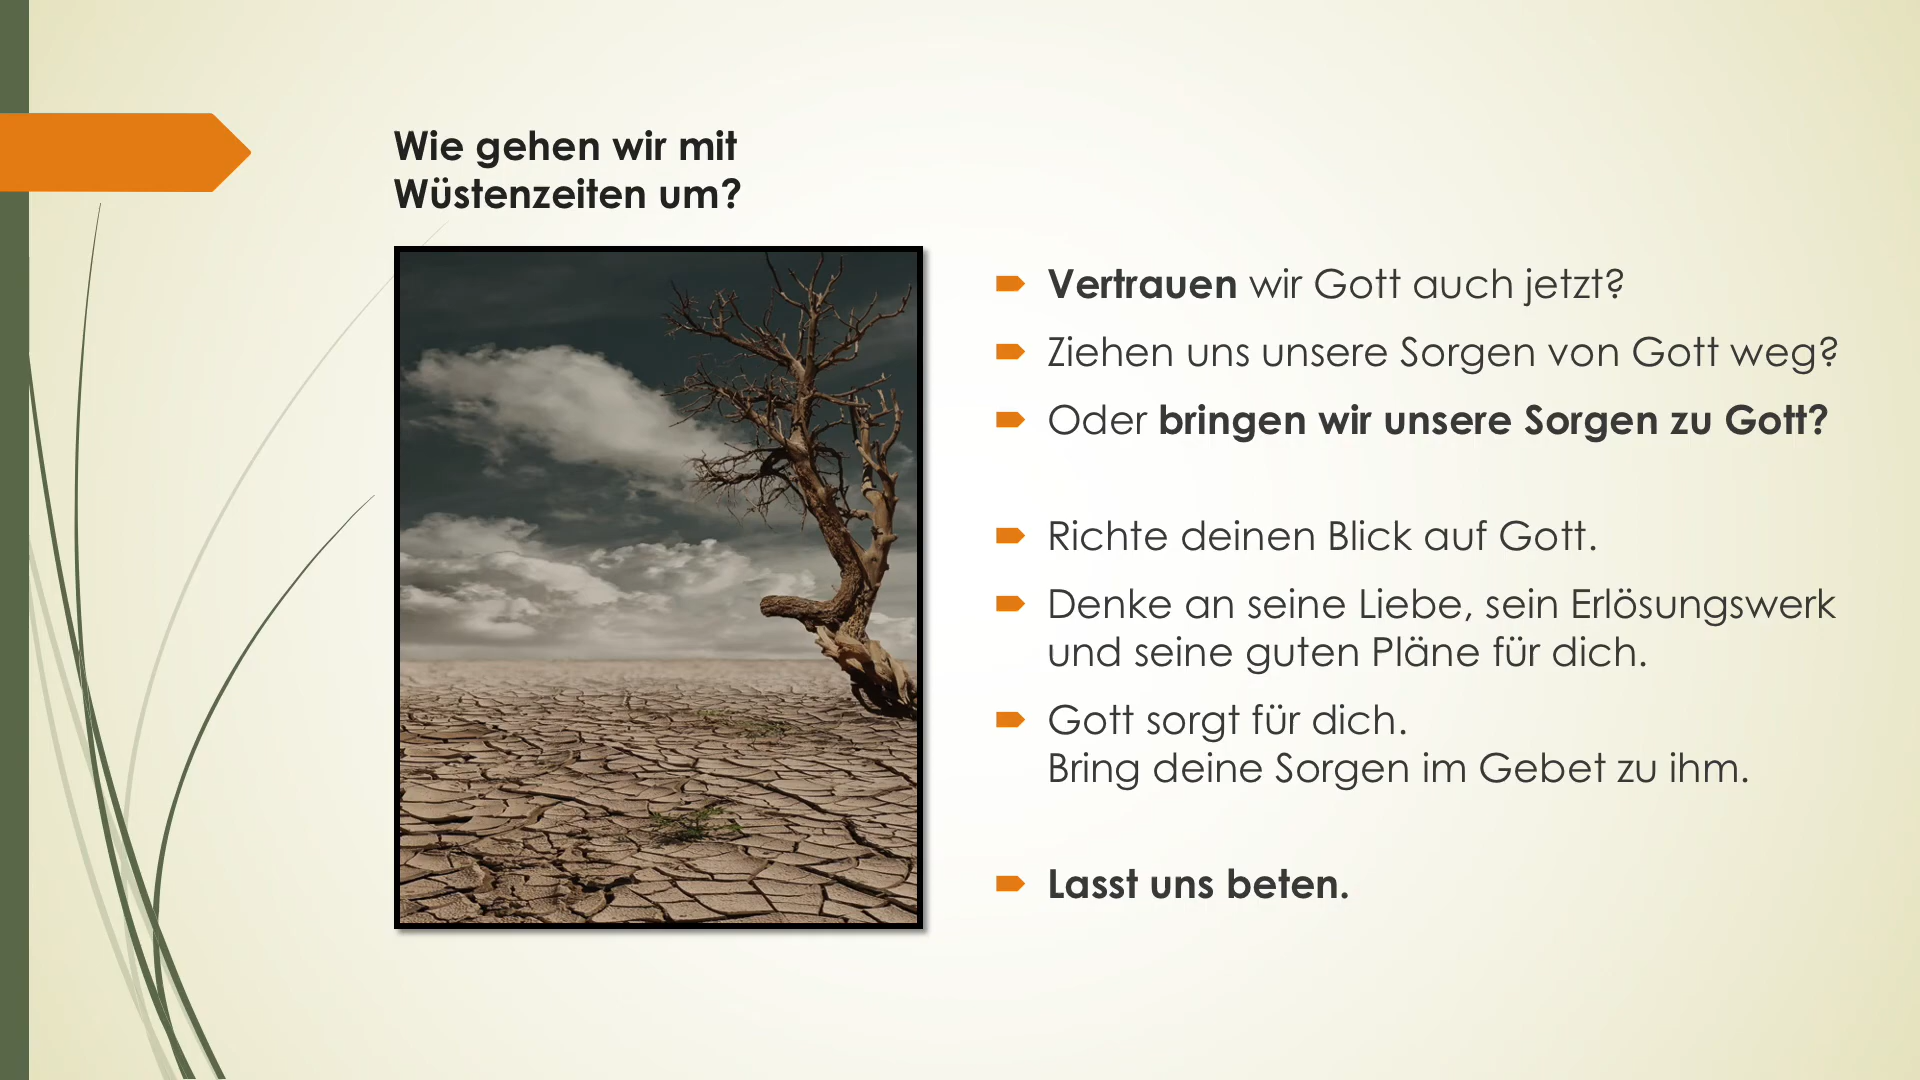 Wie gehen wir mit
Wüstenzeiten um?
Vertrauen wir Gott auch jetzt?
Ziehen uns unsere Sorgen von Gott weg?
Oder bringen wir unsere Sorgen zu Gott?
Richte deinen Blick auf Gott.
Denke an seine Liebe, sein Erlösungswerk
und seine guten Pläne für dich.
Gott sorgt für dich.
Bring deine Sorgen im Gebet zu ihm.
Lasst uns beten.